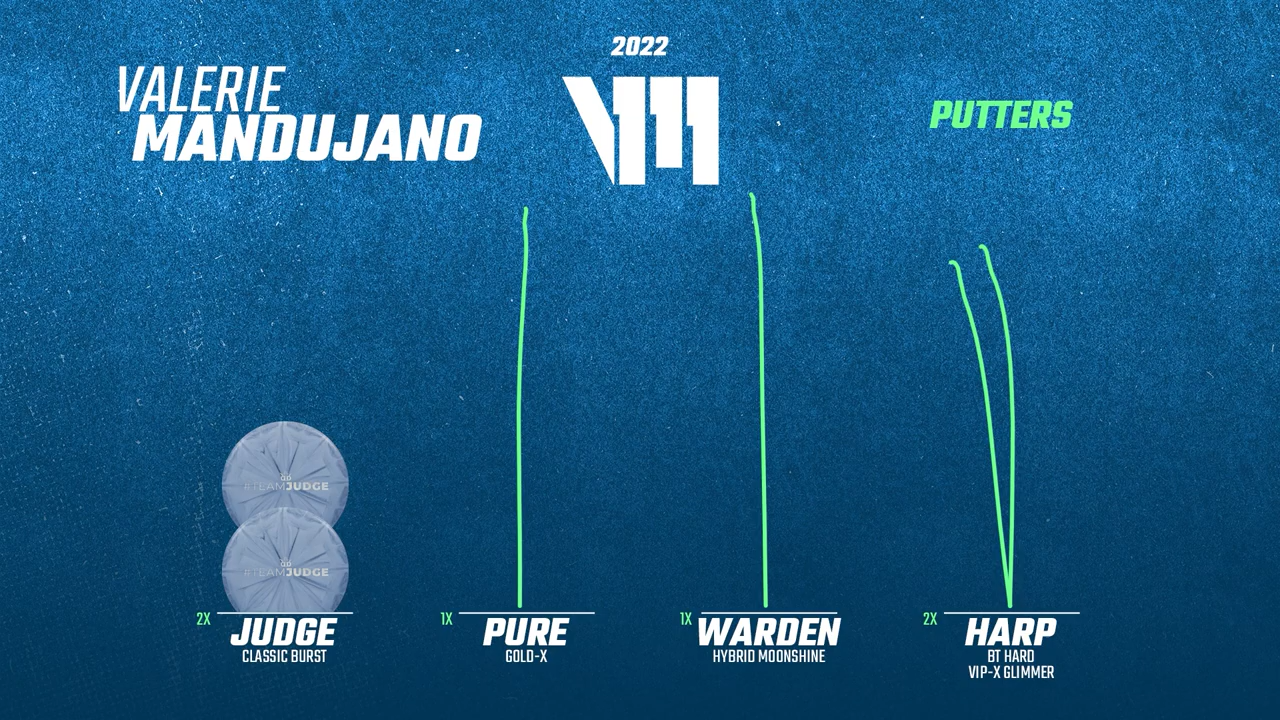 2022
VALERIE
MANDUJANO
VM
PUTTERS
#TEAMJUDGE
#TEAMJUDGE
2X
JUDGE
CLASSIC BURST
1X
PURE
GOLD-X
1X
WARDEN
HYBRID MOONSHINE
2X
HARP
BT HARD
VIP-X GLIMMER